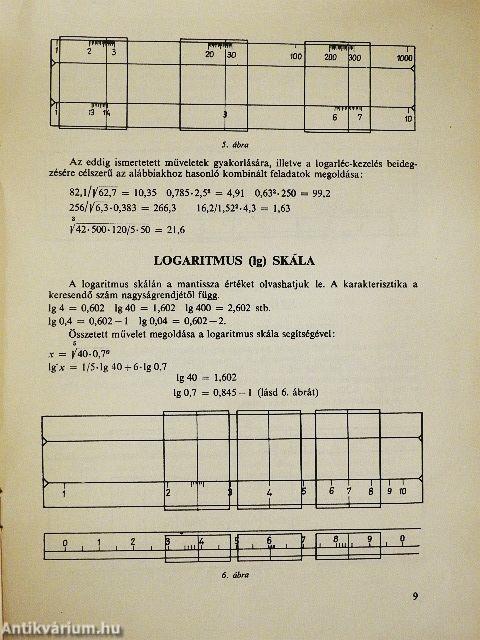 1 2 3 20 30 100 200 300 1000
1 13 14 3 6 7 10
5. ábra
Az eddig ismertetett műveletek gyakorlására, illetve a logarléc-kezelés beideg-
zésére célszerű az alábbiakhoz hasonló kombinált feladatok megoldása:
82,1/√62,7 = 10,35 0,785·2,5² = 4,91 0,63²·250 = 99,2
256/√6,3·0,383 = 266,3 16,2/1,52²·4,3 = 1,63
³√42·500·120/5·50 = 21,6
LOGARITMUS (lg) SKÁLA
A logaritmus skálán a mantissza értéket olvashatjuk le. A karakterisztika a
keresendő szám nagyságrendjétől függ.
lg 4 = 0,602 lg 40 = 1,602 lg 400 = 2,602 stb.
lg 0,4 = 0,602−1 lg 0,04 = 0,602−2.
Összetett művelet megoldása a logaritmus skála segítségével:
x = ⁵√40·0,7⁶
lg x = 1/5·lg 40+6·lg 0,7
lg 40 = 1,602
lg 0,7 = 0,845−1 (lásd 6. ábrát)
1 2 3 4 5 6 7 8 9 10
0 1 2 3 4 5 6 7 8 9 0
6. ábra
9
Antikvárium.hu